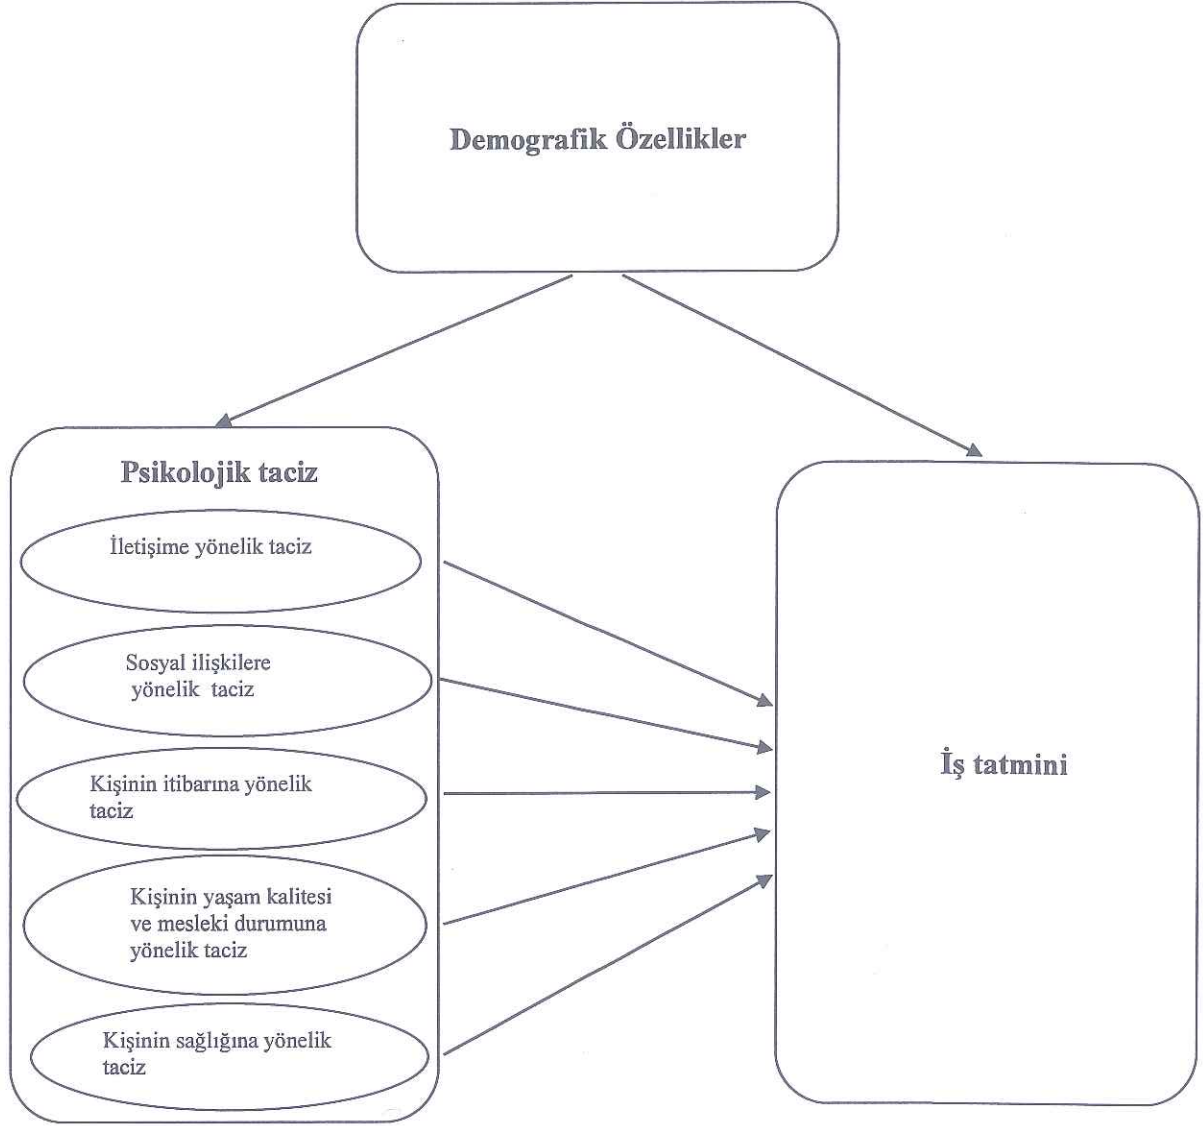 Demografik Özellikler
Psikolojik taciz
İletişime yönelik taciz
Sosyal ilişkilere
yönelik taciz
Kişinin itibarına yönelik
taciz
Kişinin yaşam kalitesi
ve mesleki durumuna
yönelik taciz
Kişinin sağlığına yönelik
taciz
İş tatmini